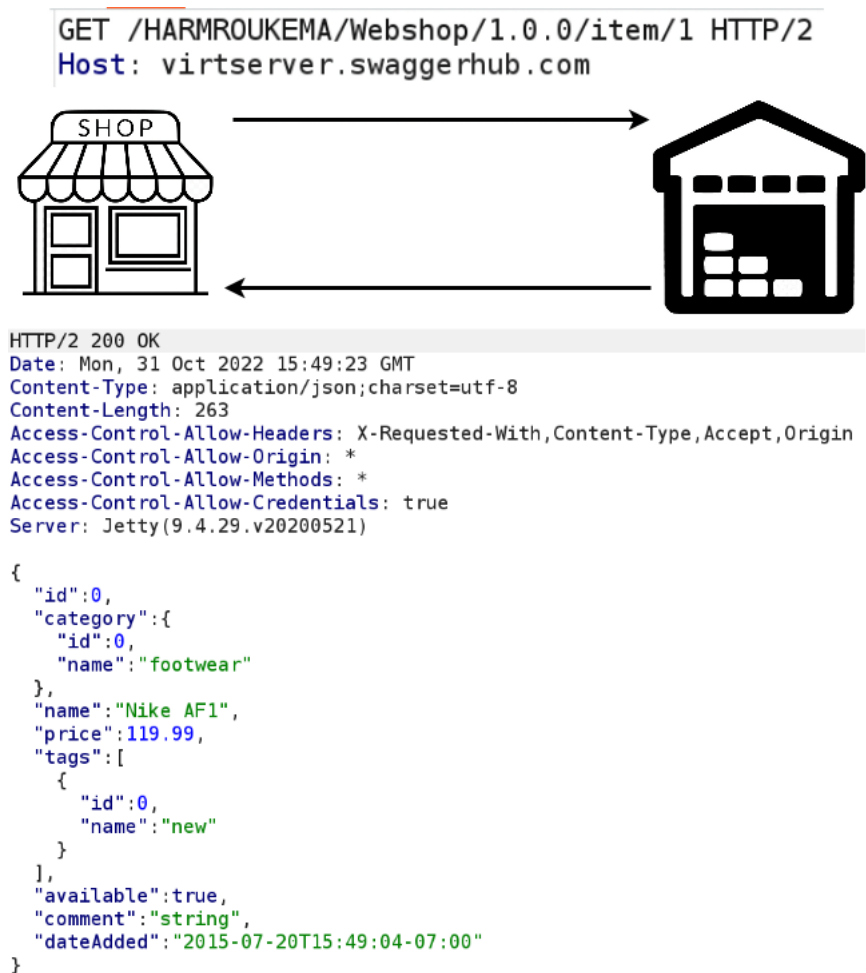 GET /HARMROUKEMA/Webshop/1.0.0/item/1 HTTP/2
Host: virtserver.swaggerhub.com
SHOP
HTTP/2 200 OK
Date: Mon, 31 Oct 2022 15:49:23 GMT
Content-Type: application/json;charset=utf-8
Content-Length: 263
Access-Control-Allow-Headers: X-Requested-With,Content-Type,Accept,Origin
Access-Control-Allow-Origin: *
Access-Control-Allow-Methods: *
Access-Control-Allow-Credentials: true
Server: Jetty(9.4.29.v20200521)
{
  "id":0,
  "category":{
    "id":0,
    "name":"footwear"
  },
  "name":"Nike AF1",
  "price":119.99,
  "tags":[
    {
      "id":0,
      "name":"new"
    }
  ],
  "available":true,
  "comment":"string",
  "dateAdded":"2015-07-20T15:49:04-07:00"
}